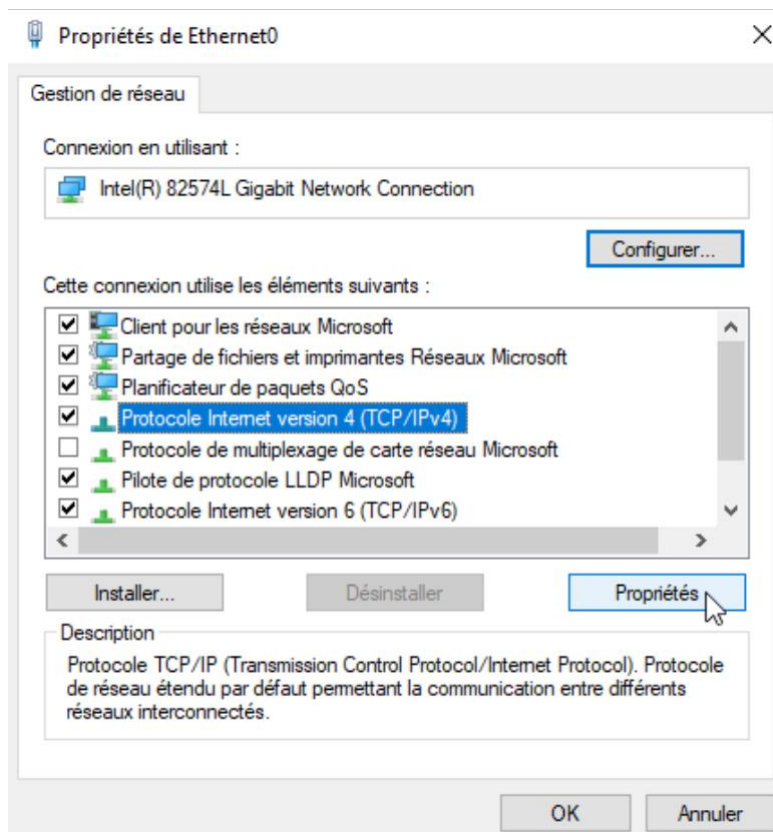 Propriétés de Ethernet0
Gestion de réseau
Connexion en utilisant :
Intel(R) 82574L Gigabit Network Connection
Configurer...
Cette connexion utilise les éléments suivants :
Client pour les réseaux Microsoft
Partage de fichiers et imprimantes Réseaux Microsoft
Planificateur de paquets QoS
Protocole Internet version 4 (TCP/IPv4)
Protocole de multiplexage de carte réseau Microsoft
Pilote de protocole LLDP Microsoft
Protocole Internet version 6 (TCP/IPv6)
Installer...
Désinstaller
Propriétés
Description
Protocole TCP/IP (Transmission Control Protocol/Internet Protocol). Protocole
de réseau étendu par défaut permettant la communication entre différents
réseaux interconnectés.
OK
Annuler